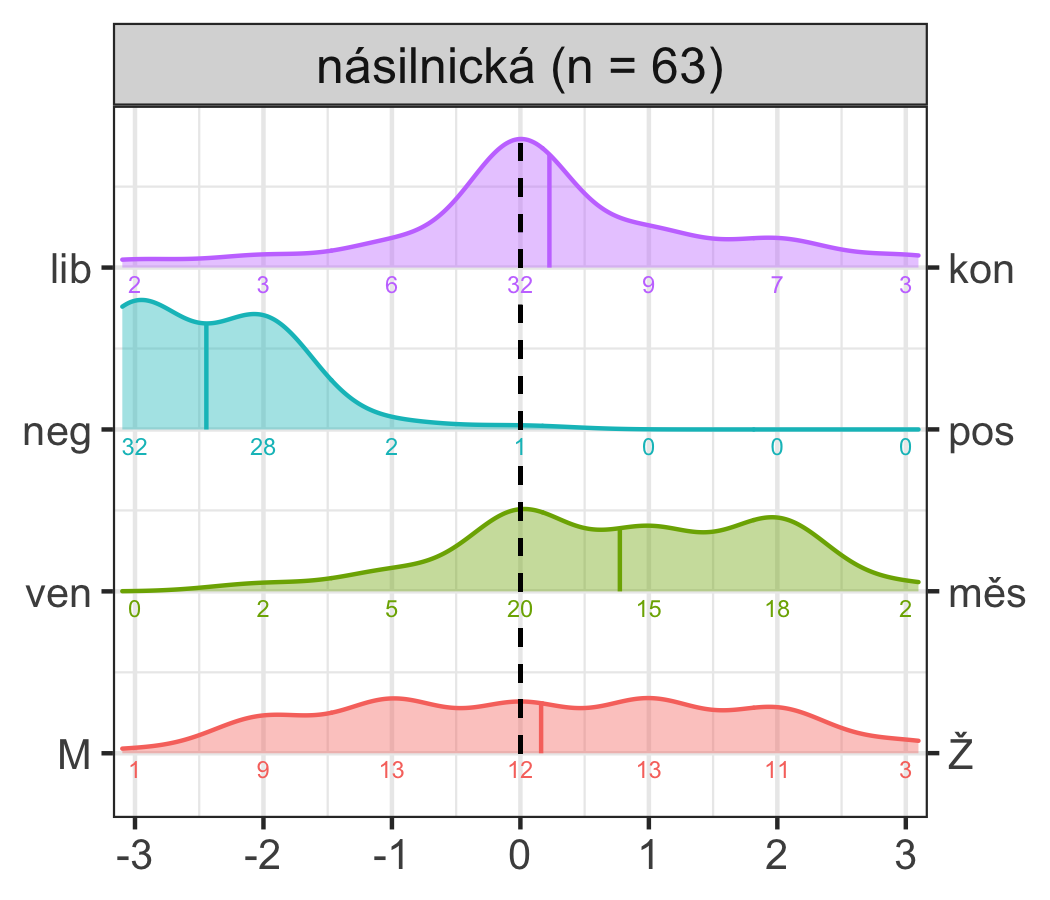 násilnická (n = 63)
lib kon
2 3 6 32 9 7 3
neg pos
32 28 2 1 0 0 0
ven měs
0 2 5 20 15 18 2
M Ž
1 9 13 12 13 11 3
-3 -2 -1 0 1 2 3